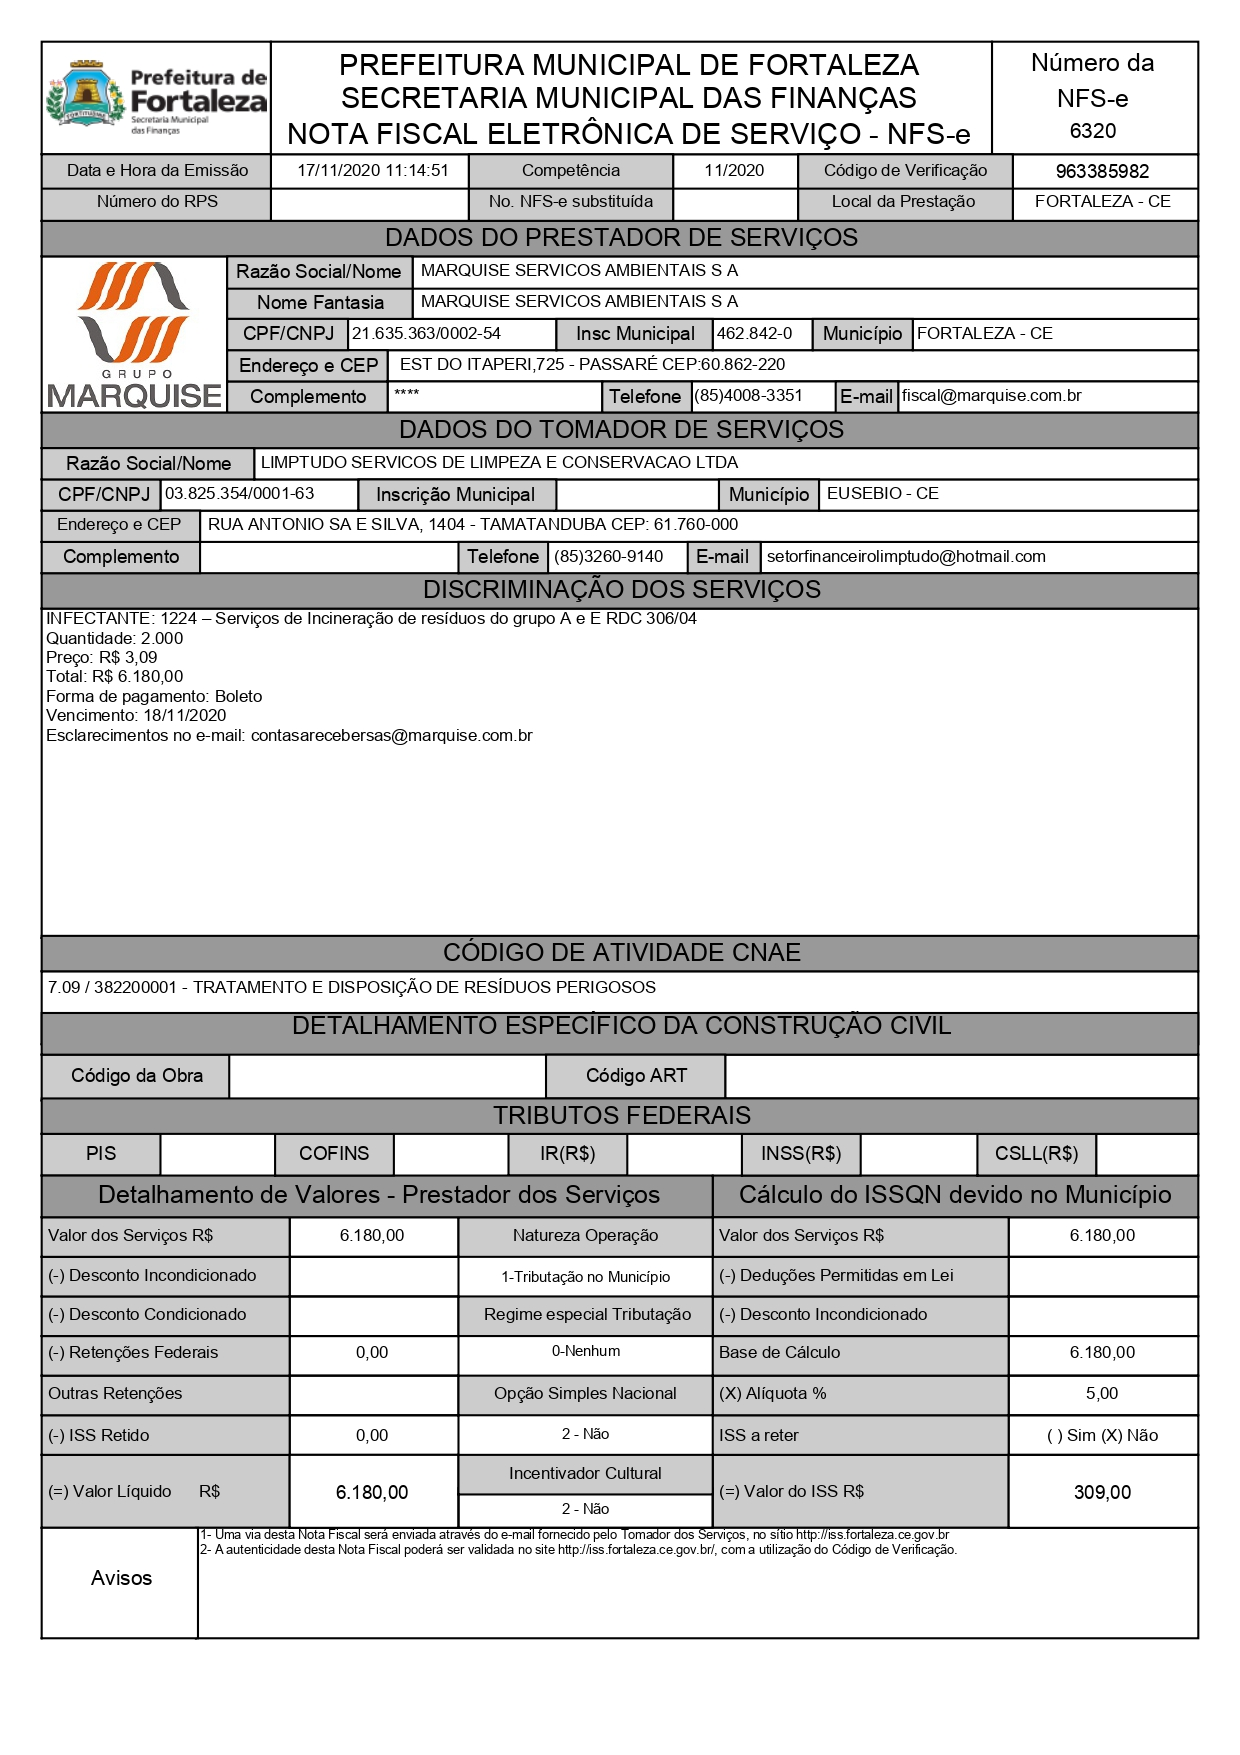 Prefeitura de
Fortaleza
Secretaria Municipal
das Finanças
PREFEITURA MUNICIPAL DE FORTALEZA
SECRETARIA MUNICIPAL DAS FINANÇAS
NOTA FISCAL ELETRÔNICA DE SERVIÇO - NFS-e
Número da
NFS-e
6320
Data e Hora da Emissão 17/11/2020 11:14:51 Competência 11/2020 Código de Verificação 963385982
Número do RPS No. NFS-e substituída Local da Prestação FORTALEZA - CE
DADOS DO PRESTADOR DE SERVIÇOS
GRUPO
MARQUISE
Razão Social/Nome MARQUISE SERVICOS AMBIENTAIS S A
Nome Fantasia MARQUISE SERVICOS AMBIENTAIS S A
CPF/CNPJ 21.635.363/0002-54 Insc Municipal 462.842-0 Município FORTALEZA - CE
Endereço e CEP EST DO ITAPERI,725 - PASSARÉ CEP:60.862-220
Complemento **** Telefone (85)4008-3351 E-mail fiscal@marquise.com.br
DADOS DO TOMADOR DE SERVIÇOS
Razão Social/Nome LIMPTUDO SERVICOS DE LIMPEZA E CONSERVACAO LTDA
CPF/CNPJ 03.825.354/0001-63 Inscrição Municipal Município EUSEBIO - CE
Endereço e CEP RUA ANTONIO SA E SILVA, 1404 - TAMATANDUBA CEP: 61.760-000
Complemento Telefone (85)3260-9140 E-mail setorfinanceirolimptudo@hotmail.com
DISCRIMINAÇÃO DOS SERVIÇOS
INFECTANTE: 1224 – Serviços de Incineração de resíduos do grupo A e E RDC 306/04
Quantidade: 2.000
Preço: R$ 3,09
Total: R$ 6.180,00
Forma de pagamento: Boleto
Vencimento: 18/11/2020
Esclarecimentos no e-mail: contasarecebersas@marquise.com.br
CÓDIGO DE ATIVIDADE CNAE
7.09 / 382200001 - TRATAMENTO E DISPOSIÇÃO DE RESÍDUOS PERIGOSOS
DETALHAMENTO ESPECÍFICO DA CONSTRUÇÃO CIVIL
Código da Obra Código ART
TRIBUTOS FEDERAIS
PIS COFINS IR(R$) INSS(R$) CSLL(R$)
Detalhamento de Valores - Prestador dos Serviços Cálculo do ISSQN devido no Município
Valor dos Serviços R$ 6.180,00 Natureza Operação Valor dos Serviços R$ 6.180,00
(-) Desconto Incondicionado 1-Tributação no Município (-) Deduções Permitidas em Lei
(-) Desconto Condicionado Regime especial Tributação (-) Desconto Incondicionado
(-) Retenções Federais 0,00 0-Nenhum Base de Cálculo 6.180,00
Outras Retenções Opção Simples Nacional (X) Alíquota % 5,00
(-) ISS Retido 0,00 2 - Não ISS a reter ( ) Sim (X) Não
(=) Valor Líquido R$ 6.180,00 Incentivador Cultural (=) Valor do ISS R$ 309,00
2 - Não
Avisos
1- Uma via desta Nota Fiscal será enviada através do e-mail fornecido pelo Tomador dos Serviços, no sítio http://iss.fortaleza.ce.gov.br
2- A autenticidade desta Nota Fiscal poderá ser validada no site http://iss.fortaleza.ce.gov.br/, com a utilização do Código de Verificação.